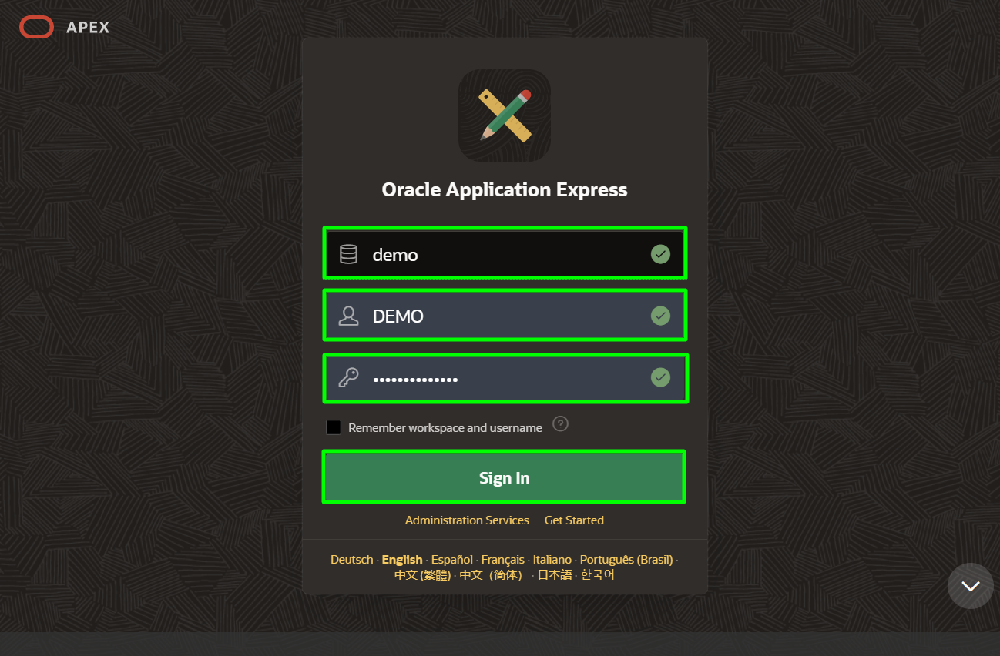 APEX
Oracle Application Express
demo
DEMO
••••••••••••••
Remember workspace and username ?
Sign In
Administration Services Get Started
Deutsch · English · Español · Français · Italiano · Português (Brasil) ·
中文 (繁體) · 中文（简体） · 日本語 · 한국어